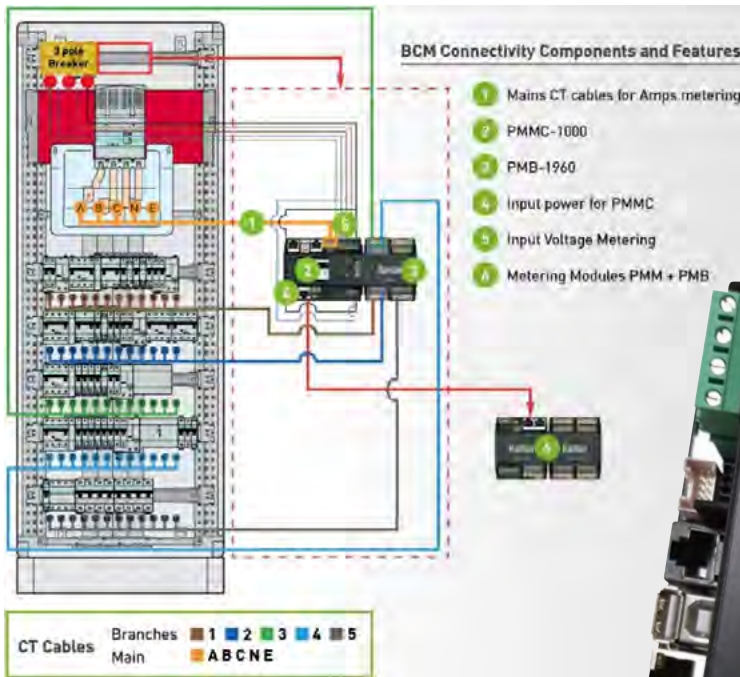 3 pole
Breaker
BCM Connectivity Components and Features
1 Mains CT cables for Amps metering
2 PMMC-1000
3 PMB-1960
4 Input power for PMMC
5 Input Voltage Metering
6 Metering Modules PMM + PMB
A B C N E
1
5
2
3
4
6
CT Cables
Branches 1 2 3 4 5
Main A B C N E